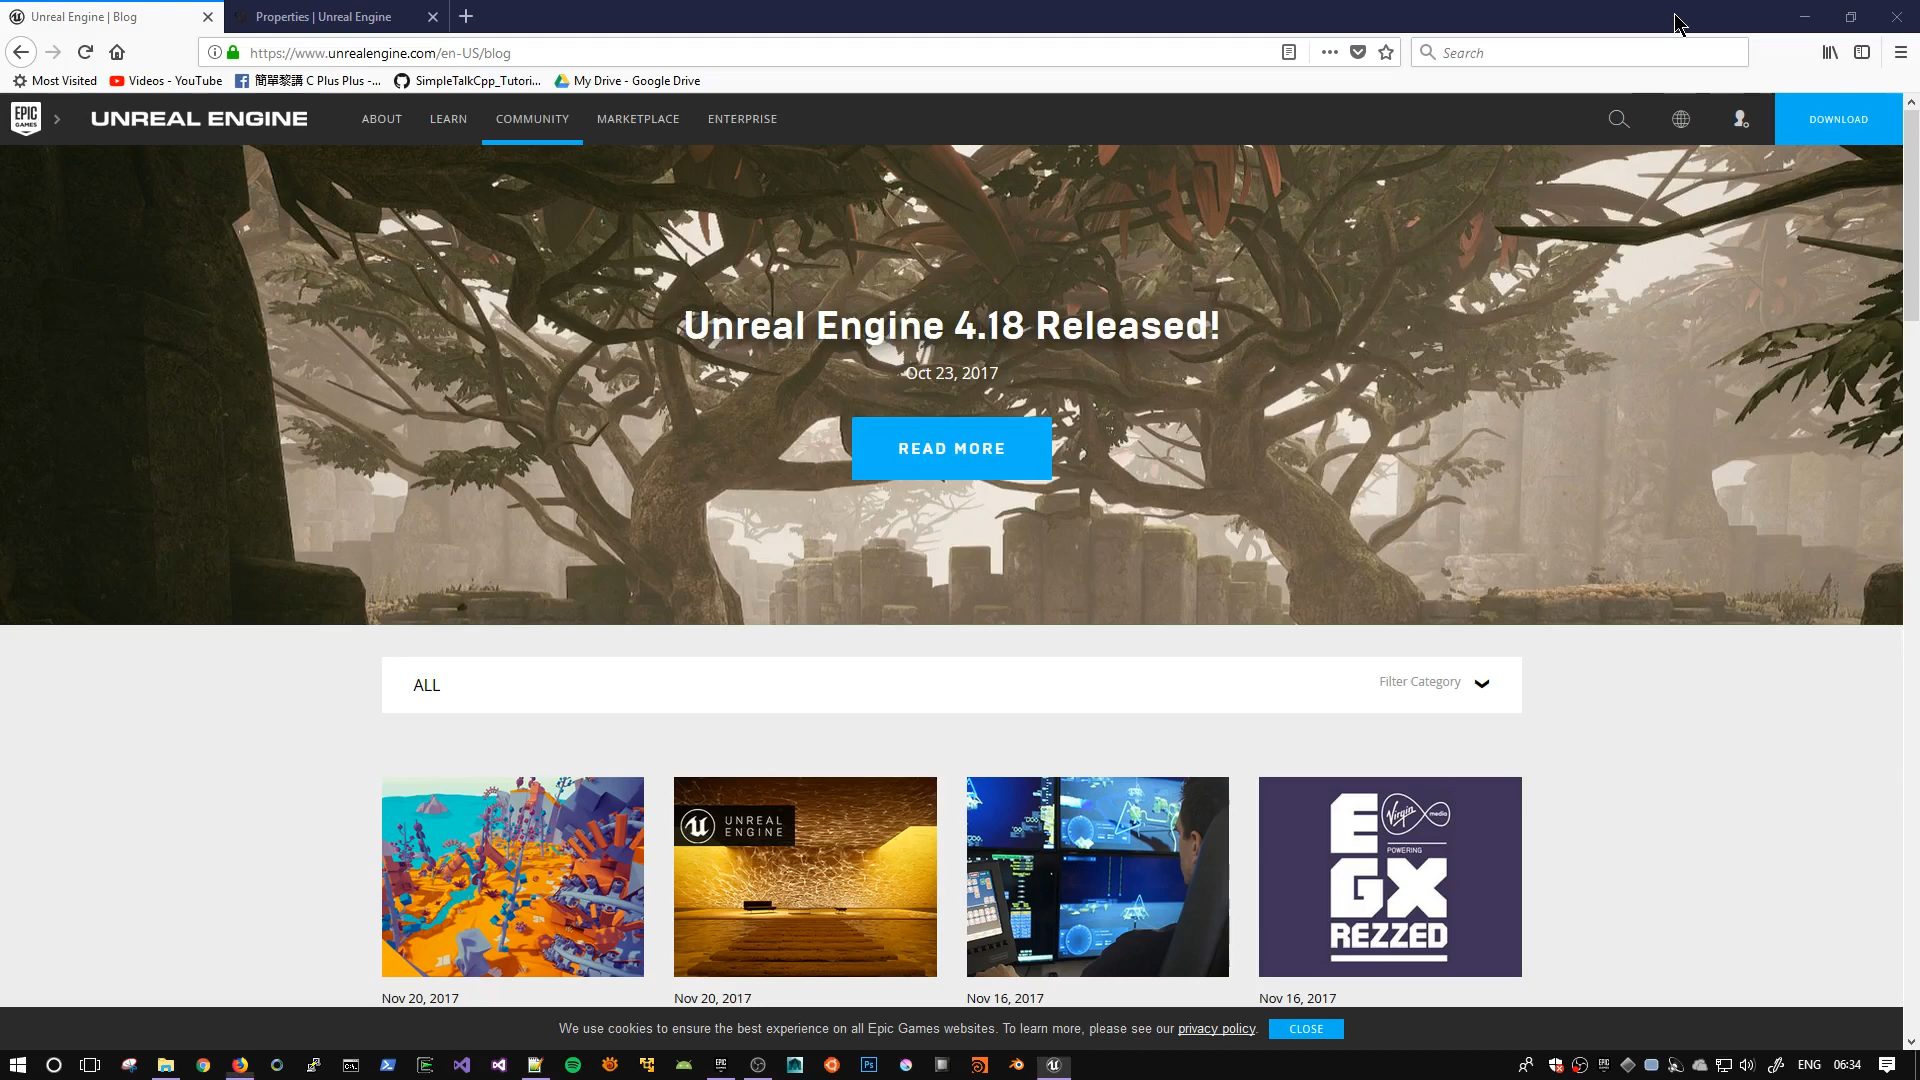 Unreal Engine | Blog
Properties | Unreal Engine
https://www.unrealengine.com/en-US/blog
Search
Most Visited
Videos - YouTube
簡單黎講 C Plus Plus -...
SimpleTalkCpp_Tutori...
My Drive - Google Drive
EPIC GAMES
UNREAL ENGINE
ABOUT
LEARN
COMMUNITY
MARKETPLACE
ENTERPRISE
DOWNLOAD
Unreal Engine 4.18 Released!
Oct 23, 2017
READ MORE
ALL
Filter Category
UNREAL
ENGINE
Virgin media
POWERING
EGX
REZZED
Nov 20, 2017
Nov 20, 2017
Nov 16, 2017
Nov 16, 2017
We use cookies to ensure the best experience on all Epic Games websites. To learn more, please see our privacy policy.
CLOSE
ENG
06:34